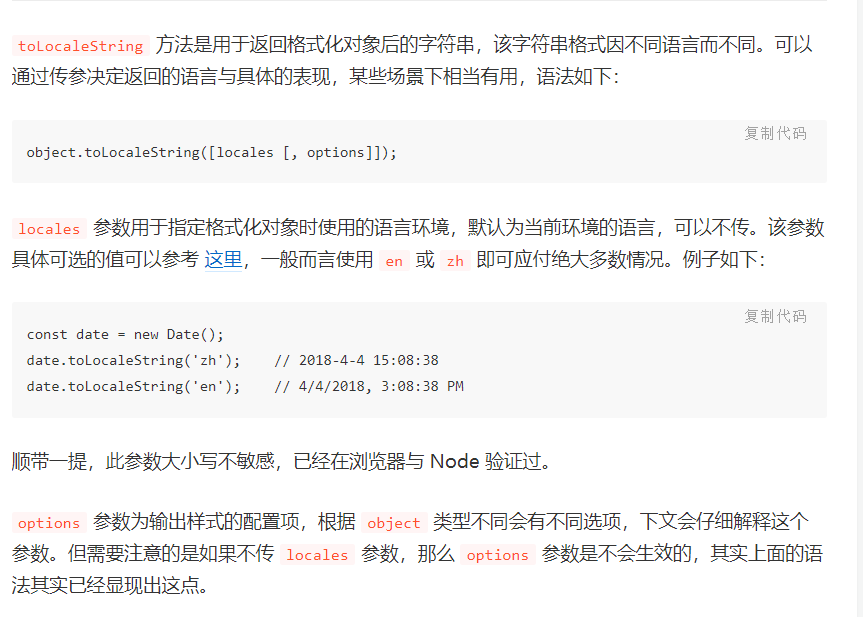 toLocaleString 方法是用于返回格式化对象后的字符串，该字符串格式因不同语言而不同。可以
通过传参决定返回的语言与具体的表现，某些场景下相当有用，语法如下：
复制代码
object.toLocaleString([locales [, options]]);
locales 参数用于指定格式化对象时使用的语言环境，默认为当前环境的语言，可以不传。该参数
具体可选的值可以参考 这里，一般而言使用 en 或 zh 即可应付绝大多数情况。例子如下：
复制代码
const date = new Date();
date.toLocaleString('zh');    // 2018-4-4 15:08:38
date.toLocaleString('en');    // 4/4/2018, 3:08:38 PM
顺带一提，此参数大小写不敏感，已经在浏览器与 Node 验证过。
options 参数为输出样式的配置项，根据 object 类型不同会有不同选项，下文会仔细解释这个
参数。但需要注意的是如果不传 locales 参数，那么 options 参数是不会生效的，其实上面的语
法其实已经显现出这点。